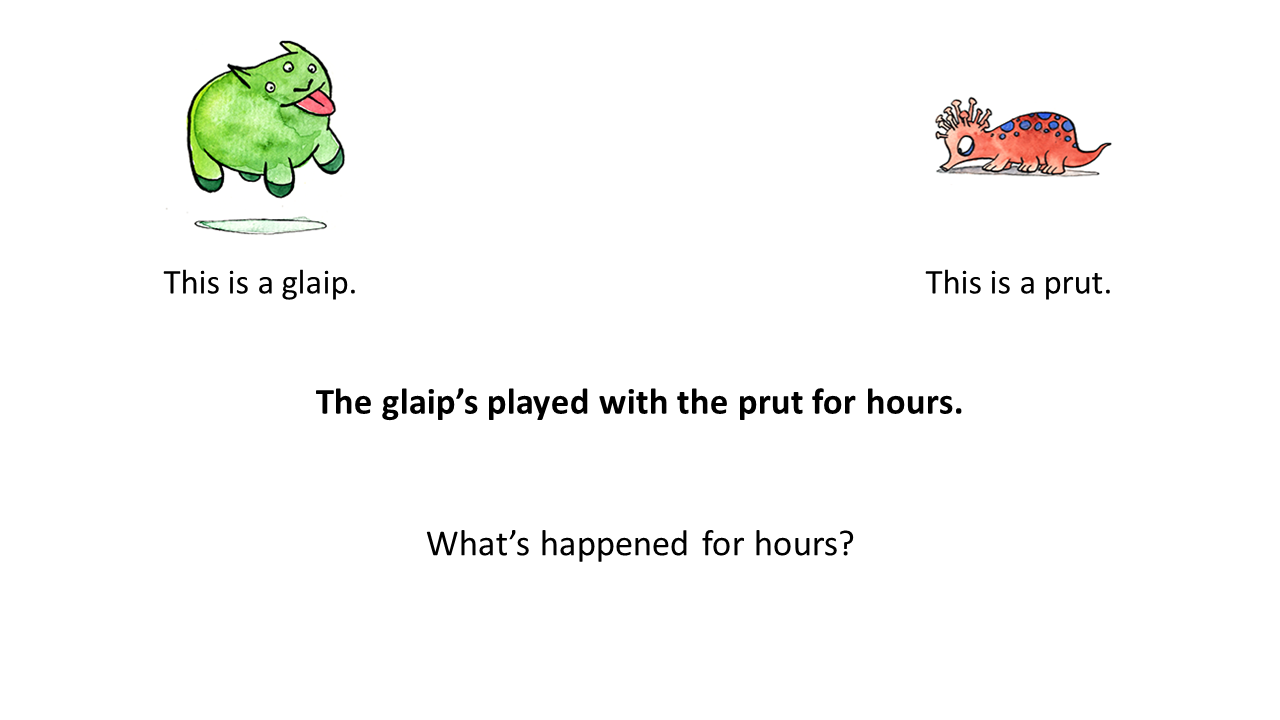 This is a glaip.
This is a prut.
The glaip’s played with the prut for hours.
What’s happened for hours?